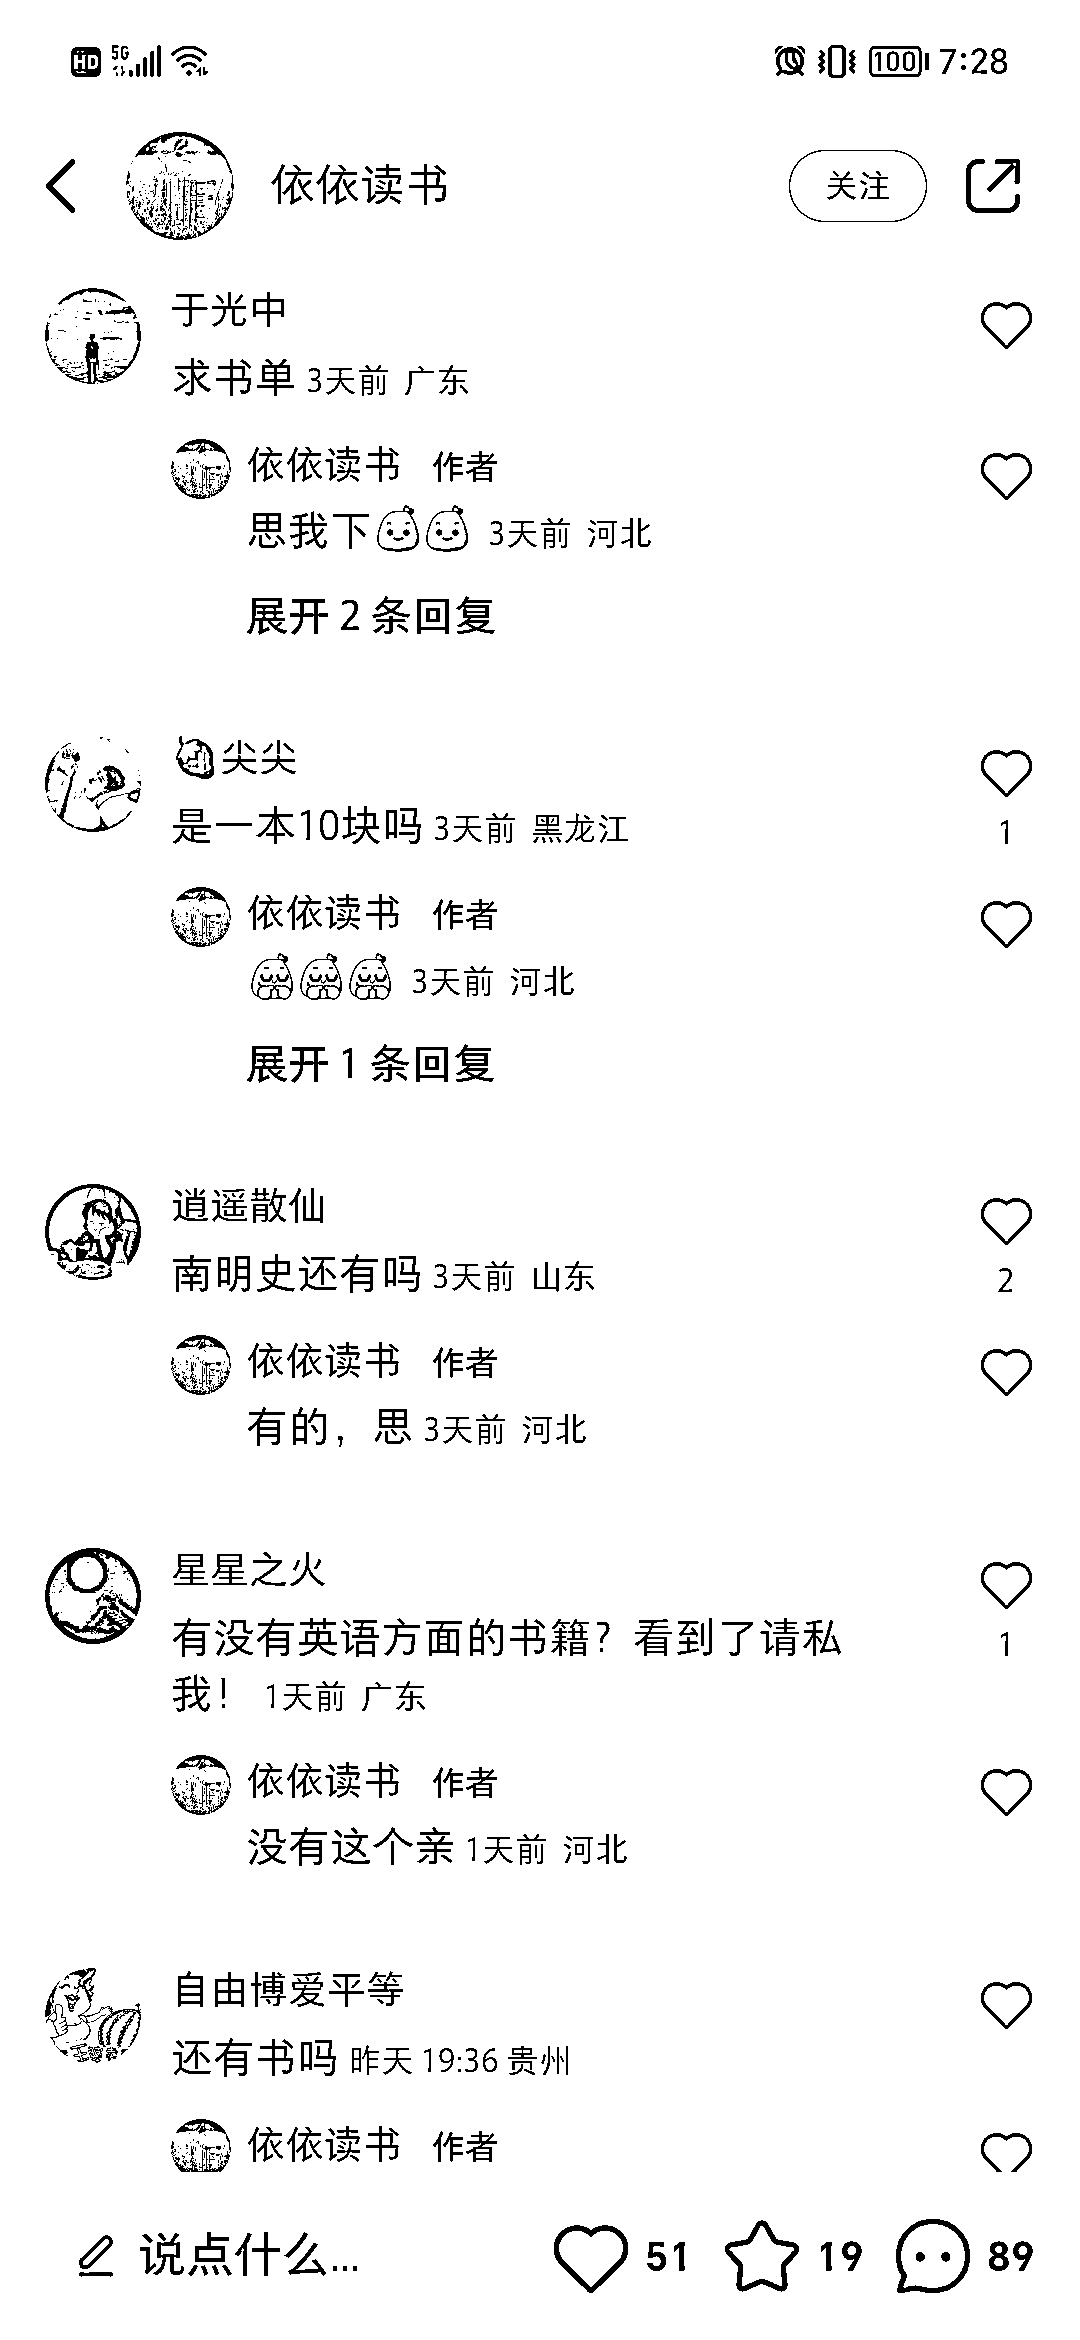 HD 5G 100 7:28
依依读书 关注
于光中
求书单 3天前 广东
依依读书 作者
思我下 3天前 河北
展开 2 条回复
尖尖
是一本10块吗 3天前 黑龙江
1
依依读书 作者
3天前 河北
展开 1 条回复
逍遥散仙
南明史还有吗 3天前 山东
2
依依读书 作者
有的，思 3天前 河北
星星之火
有没有英语方面的书籍？看到了请私
1
我！ 1天前 广东
依依读书 作者
没有这个亲 1天前 河北
自由博爱平等
还有书吗 昨天 19:36 贵州
依依读书 作者
说点什么... 51 19 89